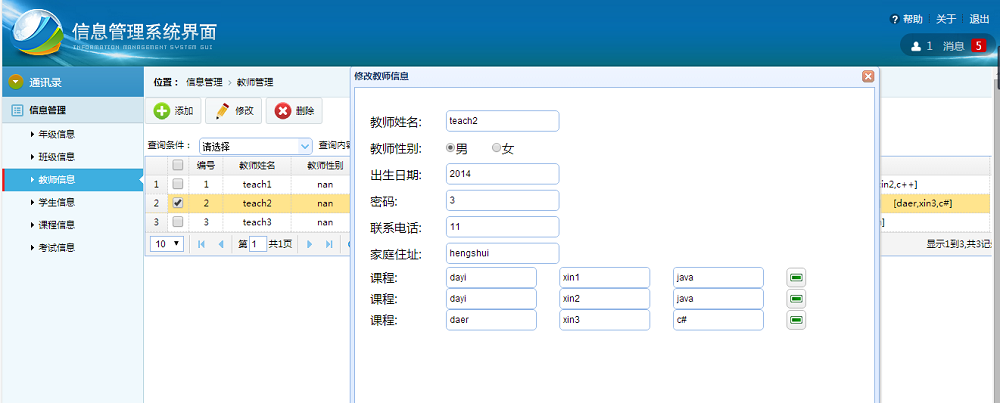 帮助 关于 退出
信息管理系统界面
INFORMATION MANAGEMENT SYSTEM GUI
1 消息 5
通讯录
位置： 信息管理 > 教师管理
修改教师信息
信息管理
添加 修改 删除
年级信息
班级信息
教师信息
学生信息
课程信息
考试信息
查询条件： 请选择 查询内容
编号 教师姓名 教师性别
1 1 teach1 nan xin2,c++]
2 2 teach2 nan [daer,xin3,c#]
3 3 teach3 nan
10 第 1 共1页 显示1到3,共3记
教师姓名: teach2
教师性别: 男 女
出生日期: 2014
密码: 3
联系电话: 11
家庭住址: hengshui
课程: dayi xin1 java
课程: dayi xin2 java
课程: daer xin3 c#